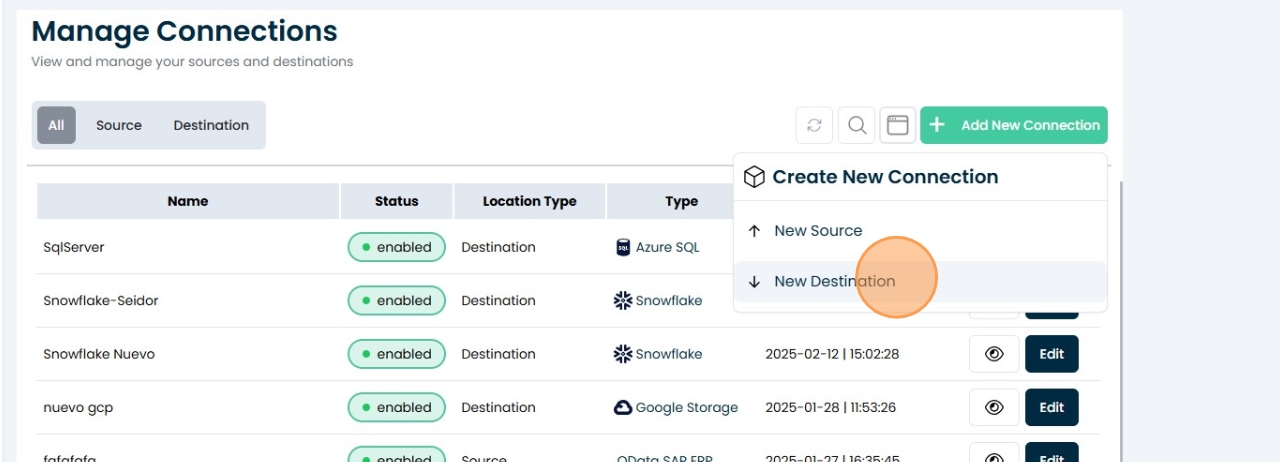 Manage Connections
View and manage your sources and destinations
All Source Destination Add New Connection
Create New Connection
New Source
New Destination
Name Status Location Type Type
SqlServer enabled Destination SQL Azure SQL
Snowflake-Seidor enabled Destination Snowflake
Snowflake Nuevo enabled Destination Snowflake 2025-02-12 | 15:02:28 Edit
nuevo gcp enabled Destination Google Storage 2025-01-28 | 11:53:26 Edit
fafafafa enabled Source OData SAP ERP 2025-01-27 | 16:35:45 Edit